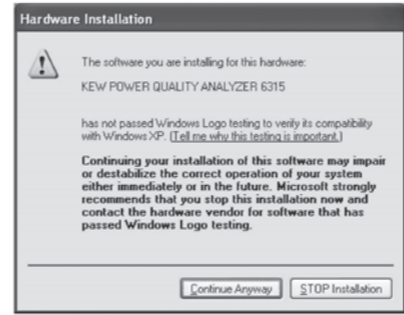 Hardware Installation
The software you are installing for this hardware:
KEW POWER QUALITY ANALYZER 6315
has not passed Windows Logo testing to verify its compatibility
with Windows XP. (Tell me why this testing is important.)
Continuing your installation of this software may impair
or destabilize the correct operation of your system
either immediately or in the future. Microsoft strongly
recommends that you stop this installation now and
contact the hardware vendor for software that has
passed Windows Logo testing.
Continue Anyway
STOP Installation